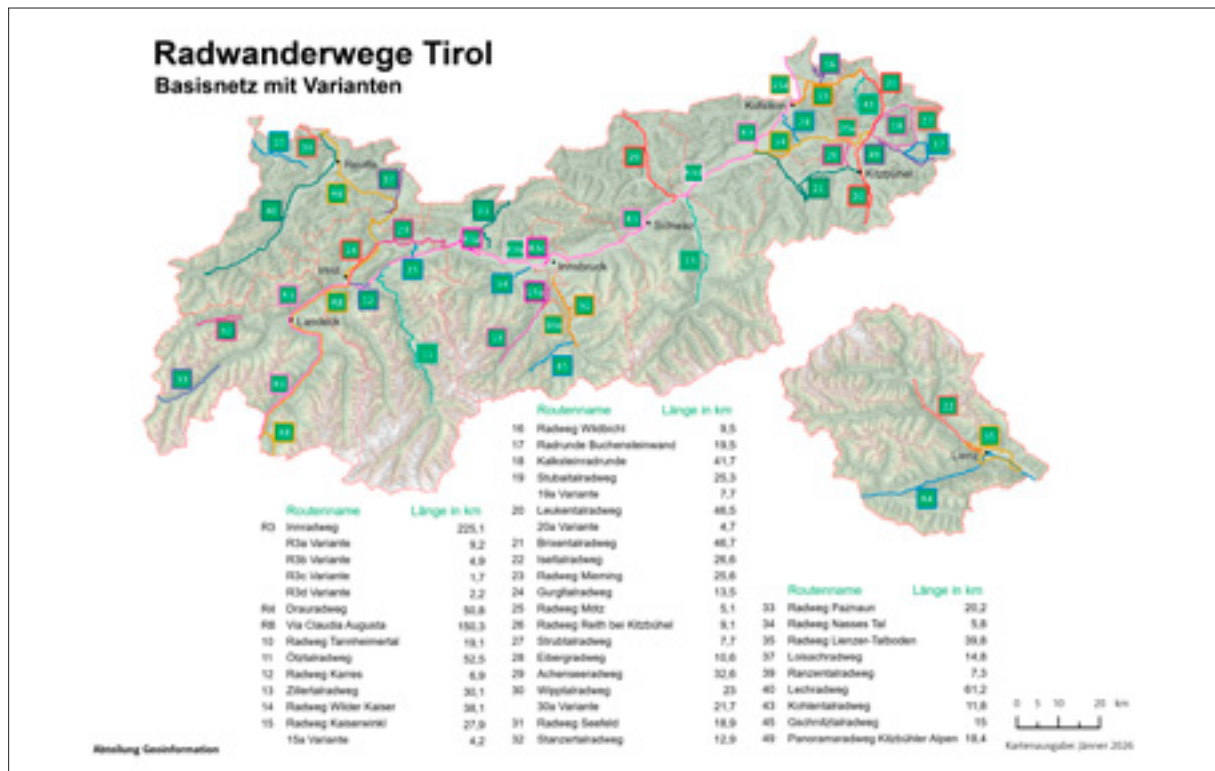 Radwanderwege Tirol
Basisnetz mit Varianten
Kufstein
Reutte
Kitzbühel
Schwaz
Imst
Innsbruck
Landeck
Lienz
Routenname Länge in km
R3 Innradweg 225,1
R3a Variante 9,2
R3b Variante 4,9
R3c Variante 1,7
R3d Variante 2,2
R4 Drauradweg 50,8
R8 Via Claudia Augusta 150,3
10 Radweg Tannheimertal 19,1
11 Ötztalradweg 52,5
12 Radweg Karres 6,9
13 Zillertalradweg 30,1
14 Radweg Wilder Kaiser 38,1
15 Radweg Kaiserwinkl 27,9
15a Variante 4,2
Routenname Länge in km
16 Radweg Wildbichl 9,5
17 Radrunde Buchensteinwand 19,5
18 Kalksteinradrunde 41,7
19 Stubaitalradweg 25,3
19a Variante 7,7
20 Leukentalradweg 46,5
20a Variante 4,7
21 Brixentalradweg 46,7
22 Iseltalradweg 26,6
23 Radweg Mieming 25,6
24 Gurgltalradweg 13,5
25 Radweg Mötz 5,1
26 Radweg Reith bei Kitzbühel 9,1
27 Strubtalradweg 7,7
28 Eibergradweg 10,6
29 Achenseeradweg 32,6
30 Wipptalradweg 23
30a Variante 21,7
31 Radweg Seefeld 18,9
32 Stanzertalradweg 12,9
Routenname Länge in km
33 Radweg Paznaun 20,2
34 Radweg Nasses Tal 5,8
35 Radweg Lienzer-Talboden 39,8
37 Loisachradweg 14,8
39 Ranzentalradweg 7,3
40 Lechradweg 61,2
43 Kohlentalradweg 11,8
45 Gschnitztalradweg 15
49 Panoramaradweg Kitzbühler Alpen 18,4
0 5 10 20 km
Kartenausgabe: Jänner 2026
Abteilung Geoinformation